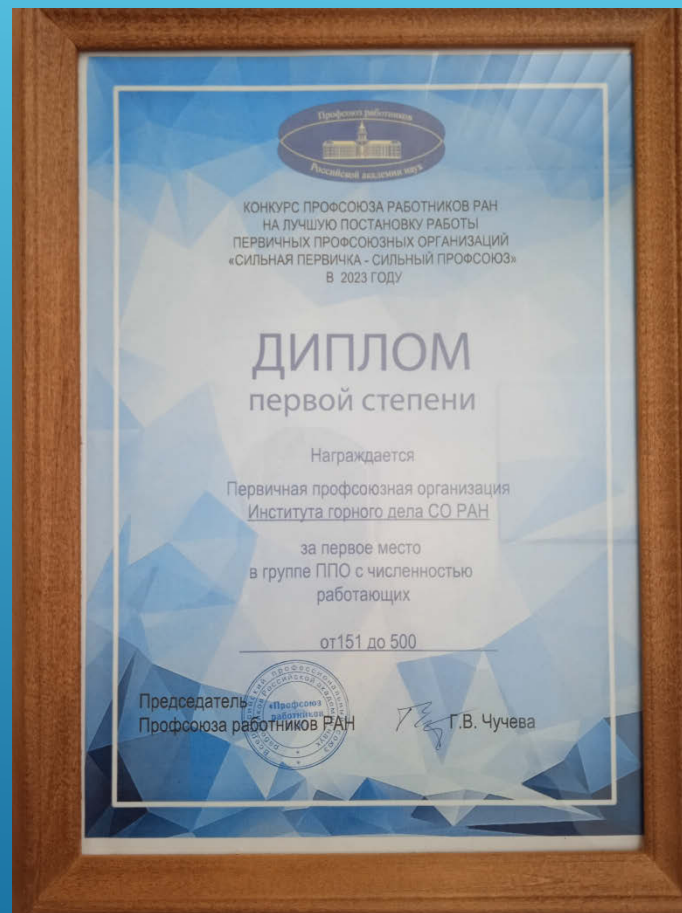 Профсоюз работников
Российской академии наук
КОНКУРС ПРОФСОЮЗА РАБОТНИКОВ РАН
НА ЛУЧШУЮ ПОСТАНОВКУ РАБОТЫ
ПЕРВИЧНЫХ ПРОФСОЮЗНЫХ ОРГАНИЗАЦИЙ
«СИЛЬНАЯ ПЕРВИЧКА - СИЛЬНЫЙ ПРОФСОЮЗ»
В 2023 ГОДУ
ДИПЛОМ
первой степени
Награждается
Первичная профсоюзная организация
Института горного дела СО РАН
за первое место
в группе ППО с численностью
работающих
от151 до 500
«Профсоюз
работников
Председатель
Профсоюза работников РАН
Г.В. Чучева